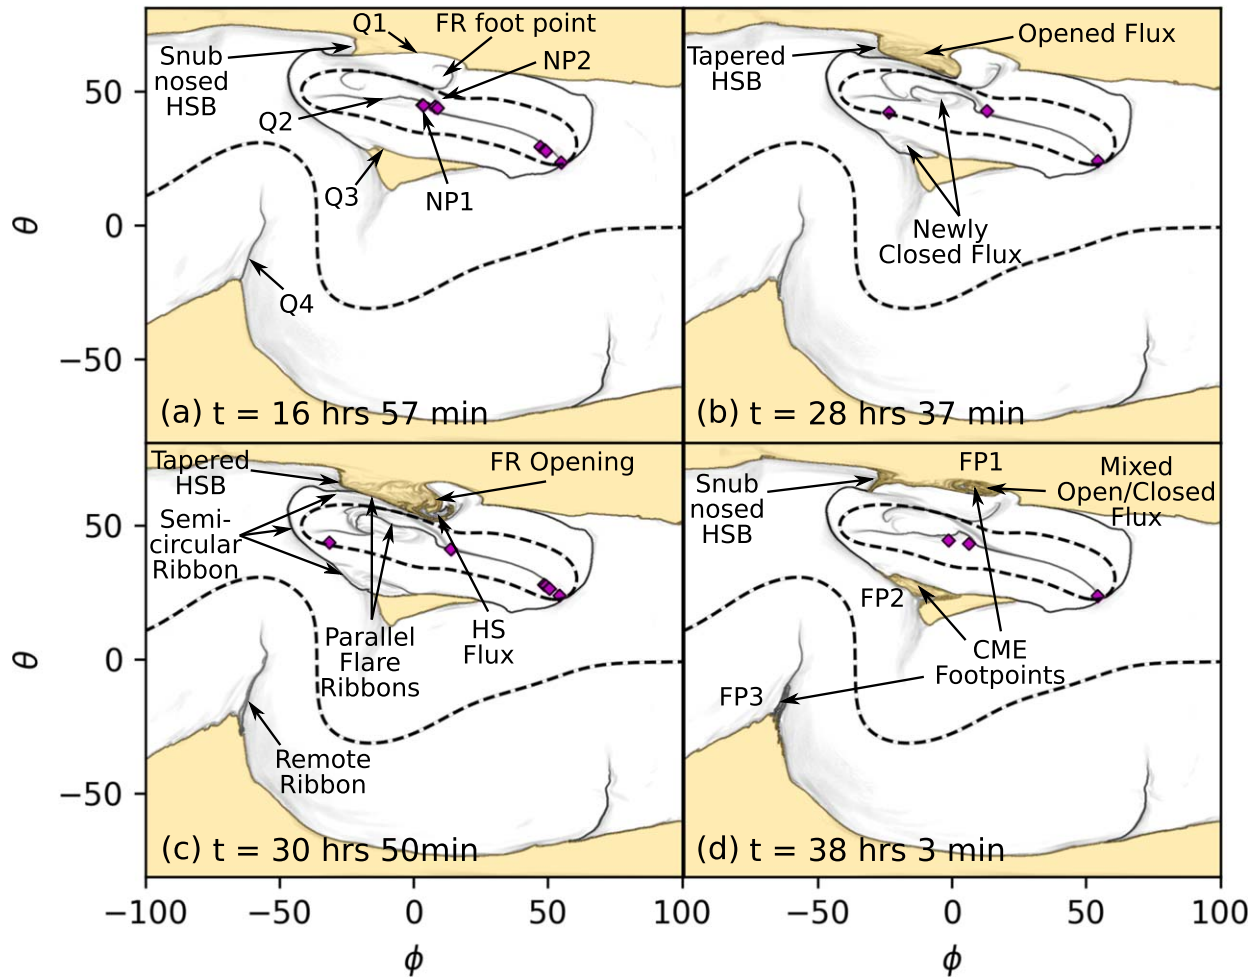 Q1
FR foot point
Snub
nosed
HSB
NP2
Q2
Q3
NP1
Q4
(a) t = 16 hrs 57 min
Opened Flux
Tapered
HSB
Newly
Closed Flux
(b) t = 28 hrs 37 min
50
0
−50
θ
Tapered
HSB
FR Opening
Semi-
circular
Ribbon
Parallel
Flare
Ribbons
HS
Flux
Remote
Ribbon
(c) t = 30 hrs 50min
FP1
Mixed
Open/Closed
Flux
Snub
nosed
HSB
FP2
CME
Footpoints
FP3
(d) t = 38 hrs 3 min
50
0
−50
θ
−100
−50
0
50
100
−50
0
50
100
ϕ
ϕ